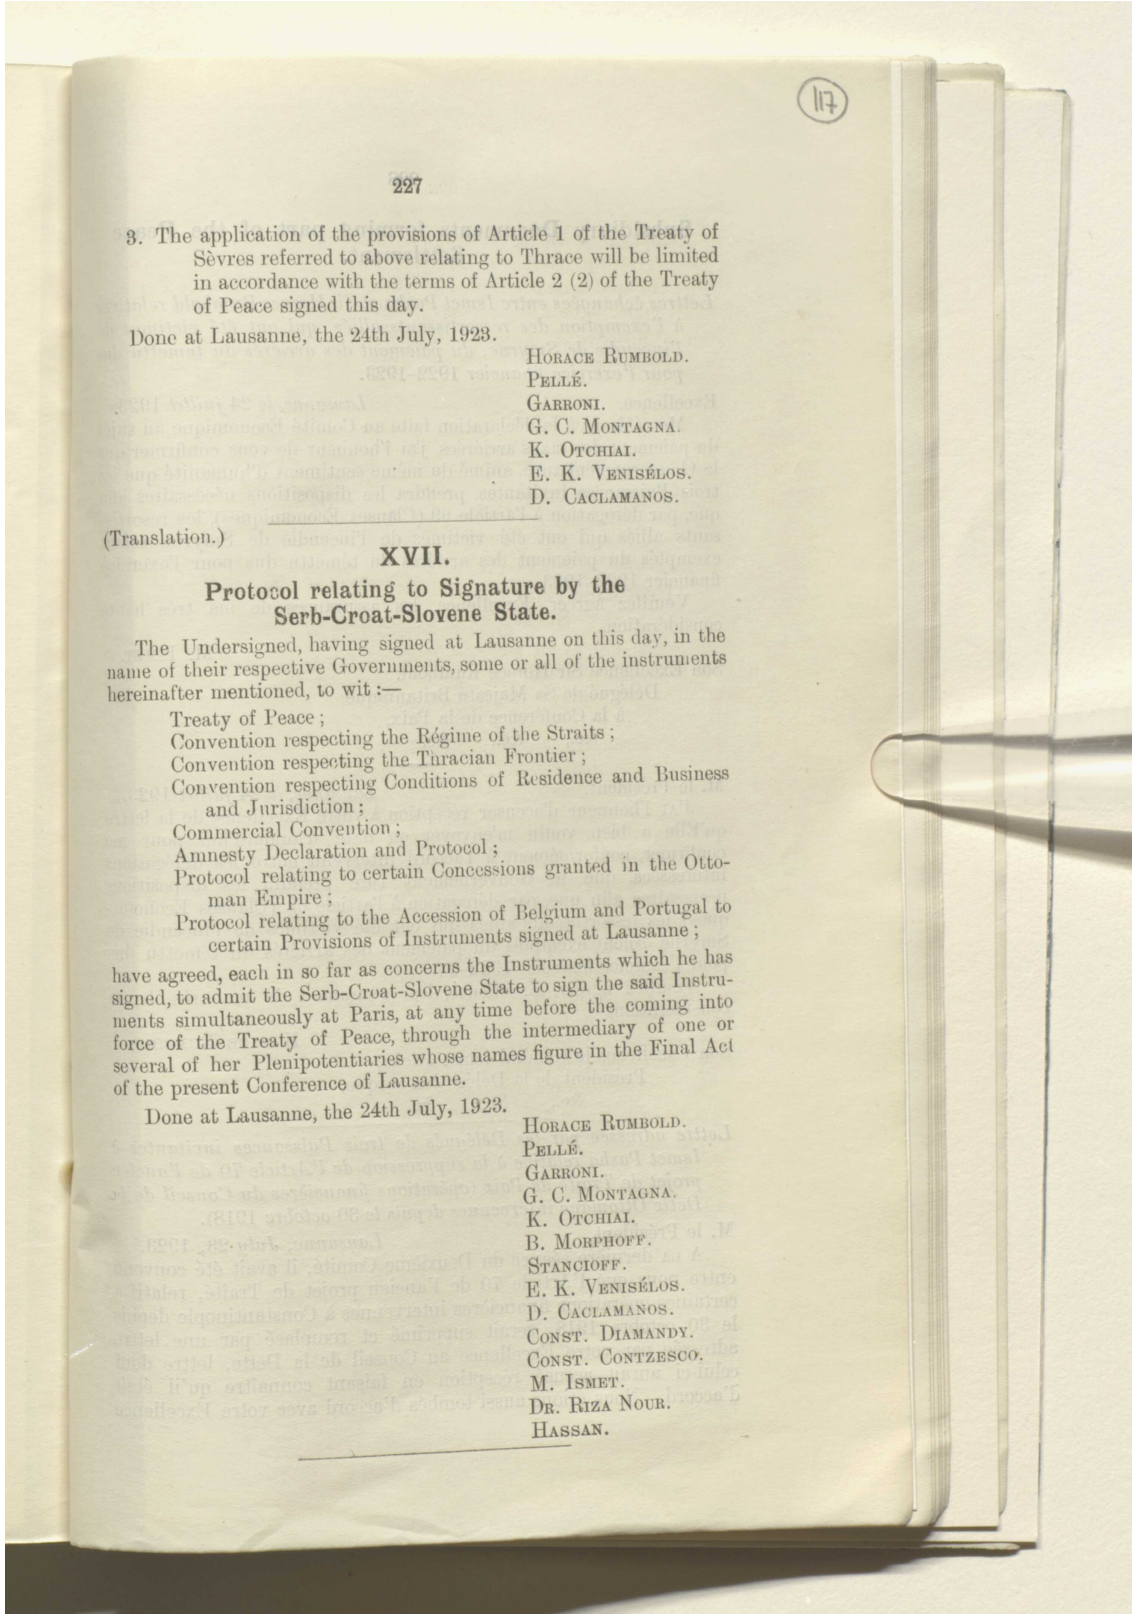 117
227
3. The application of the provisions of Article 1 of the Treaty of
Sèvres referred to above relating to Thrace will be limited
in accordance with the terms of Article 2 (2) of the Treaty
of Peace signed this day.
Done at Lausanne, the 24th July, 1923.
HORACE RUMBOLD.
PELLÉ.
GARRONI.
G. C. MONTAGNA.
K. OTCHIAI.
E. K. VENISÉLOS.
D. CACLAMANOS.
(Translation.)
XVII.
Protocol relating to Signature by the
Serb-Croat-Slovene State.
The Undersigned, having signed at Lausanne on this day, in the
name of their respective Governments, some or all of the instruments
hereinafter mentioned, to wit :—
Treaty of Peace ;
Convention respecting the Régime of the Straits ;
Convention respecting the Thracian Frontier ;
Convention respecting Conditions of Residence and Business
and Jurisdiction ;
Commercial Convention ;
Amnesty Declaration and Protocol ;
Protocol relating to certain Concessions granted in the Otto-
man Empire ;
Protocol relating to the Accession of Belgium and Portugal to
certain Provisions of Instruments signed at Lausanne ;
have agreed, each in so far as concerns the Instruments which he has
signed, to admit the Serb-Croat-Slovene State to sign the said Instru-
ments simultaneously at Paris, at any time before the coming into
force of the Treaty of Peace, through the intermediary of one or
several of her Plenipotentiaries whose names figure in the Final Act
of the present Conference of Lausanne.
Done at Lausanne, the 24th July, 1923.
HORACE RUMBOLD.
PELLÉ.
GARRONI.
G. C. MONTAGNA.
K. OTCHIAI.
B. MORPHOFF.
STANCIOFF.
E. K. VENISÉLOS.
D. CACLAMANOS.
CONST. DIAMANDY.
CONST. CONTZESCO.
M. ISMET.
DR. RIZA NOUR.
HASSAN.